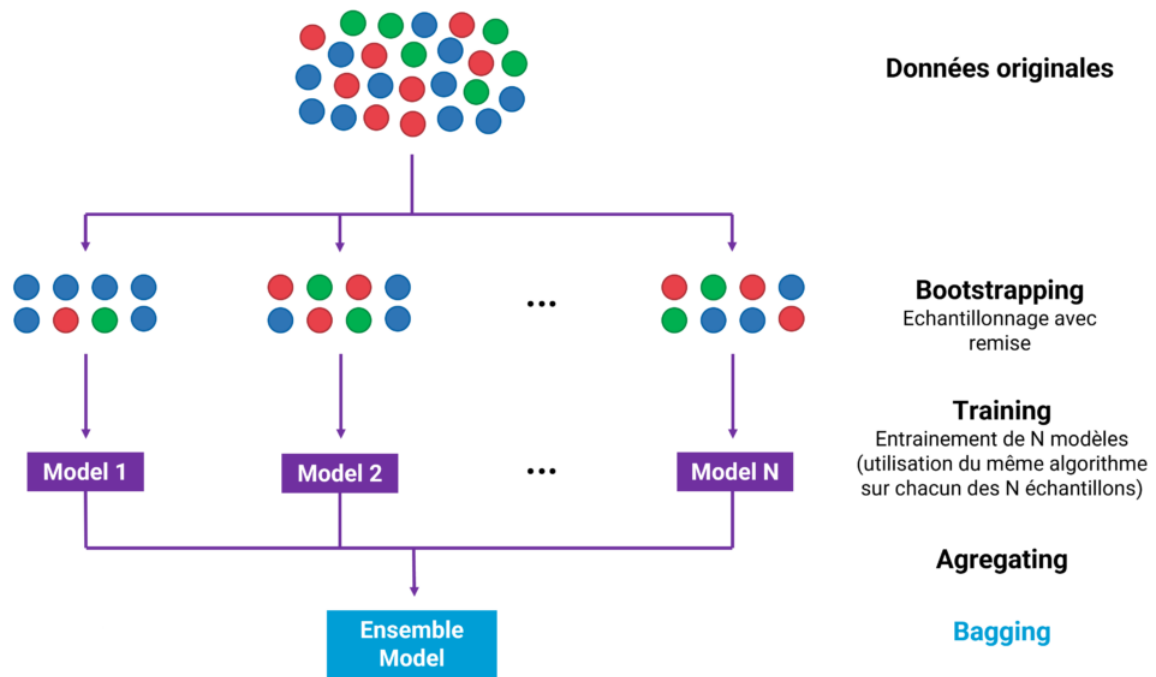 Données originales
...
Bootstrapping
Echantillonnage avec
remise
Training
Entrainement de N modèles
(utilisation du même algorithme
sur chacun des N échantillons)
Model 1
Model 2
...
Model N
Agregating
Ensemble
Model
Bagging